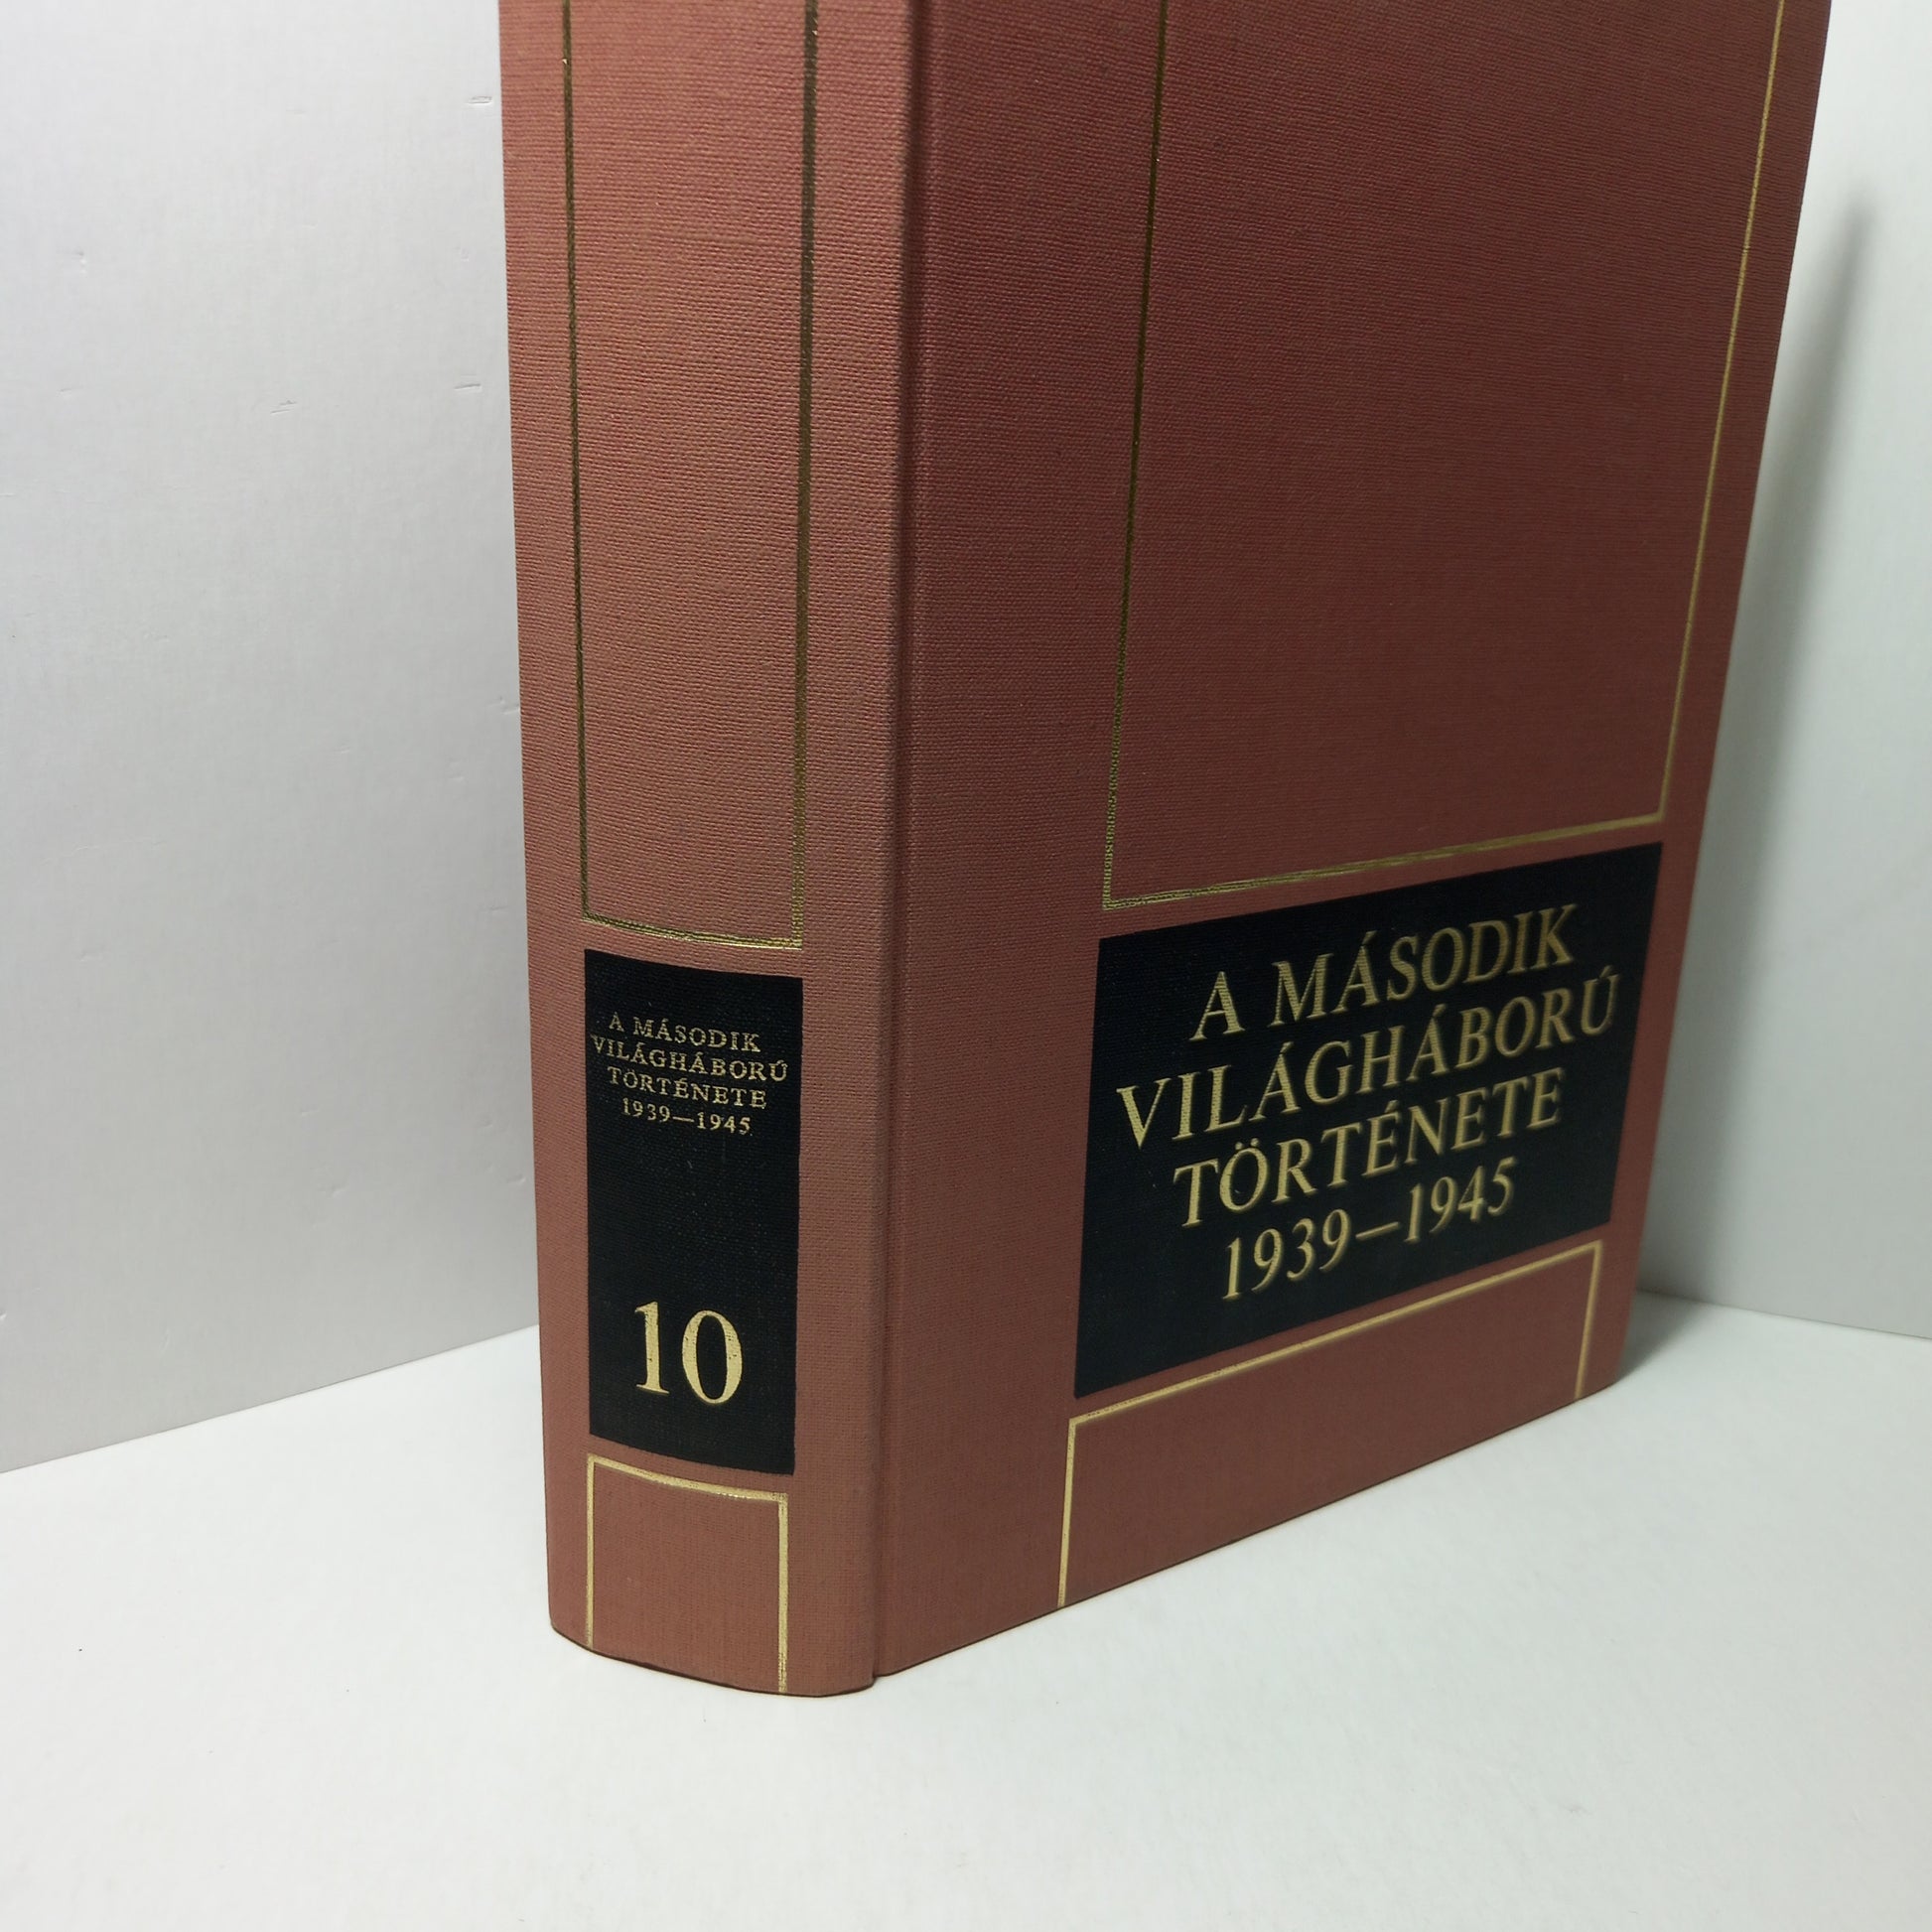 A MÁSODIK
VILÁGHÁBORÚ
TÖRTÉNETE
1939—1945
10
A MÁSODIK
VILÁGHÁBORÚ
TÖRTÉNETE
1939—1945